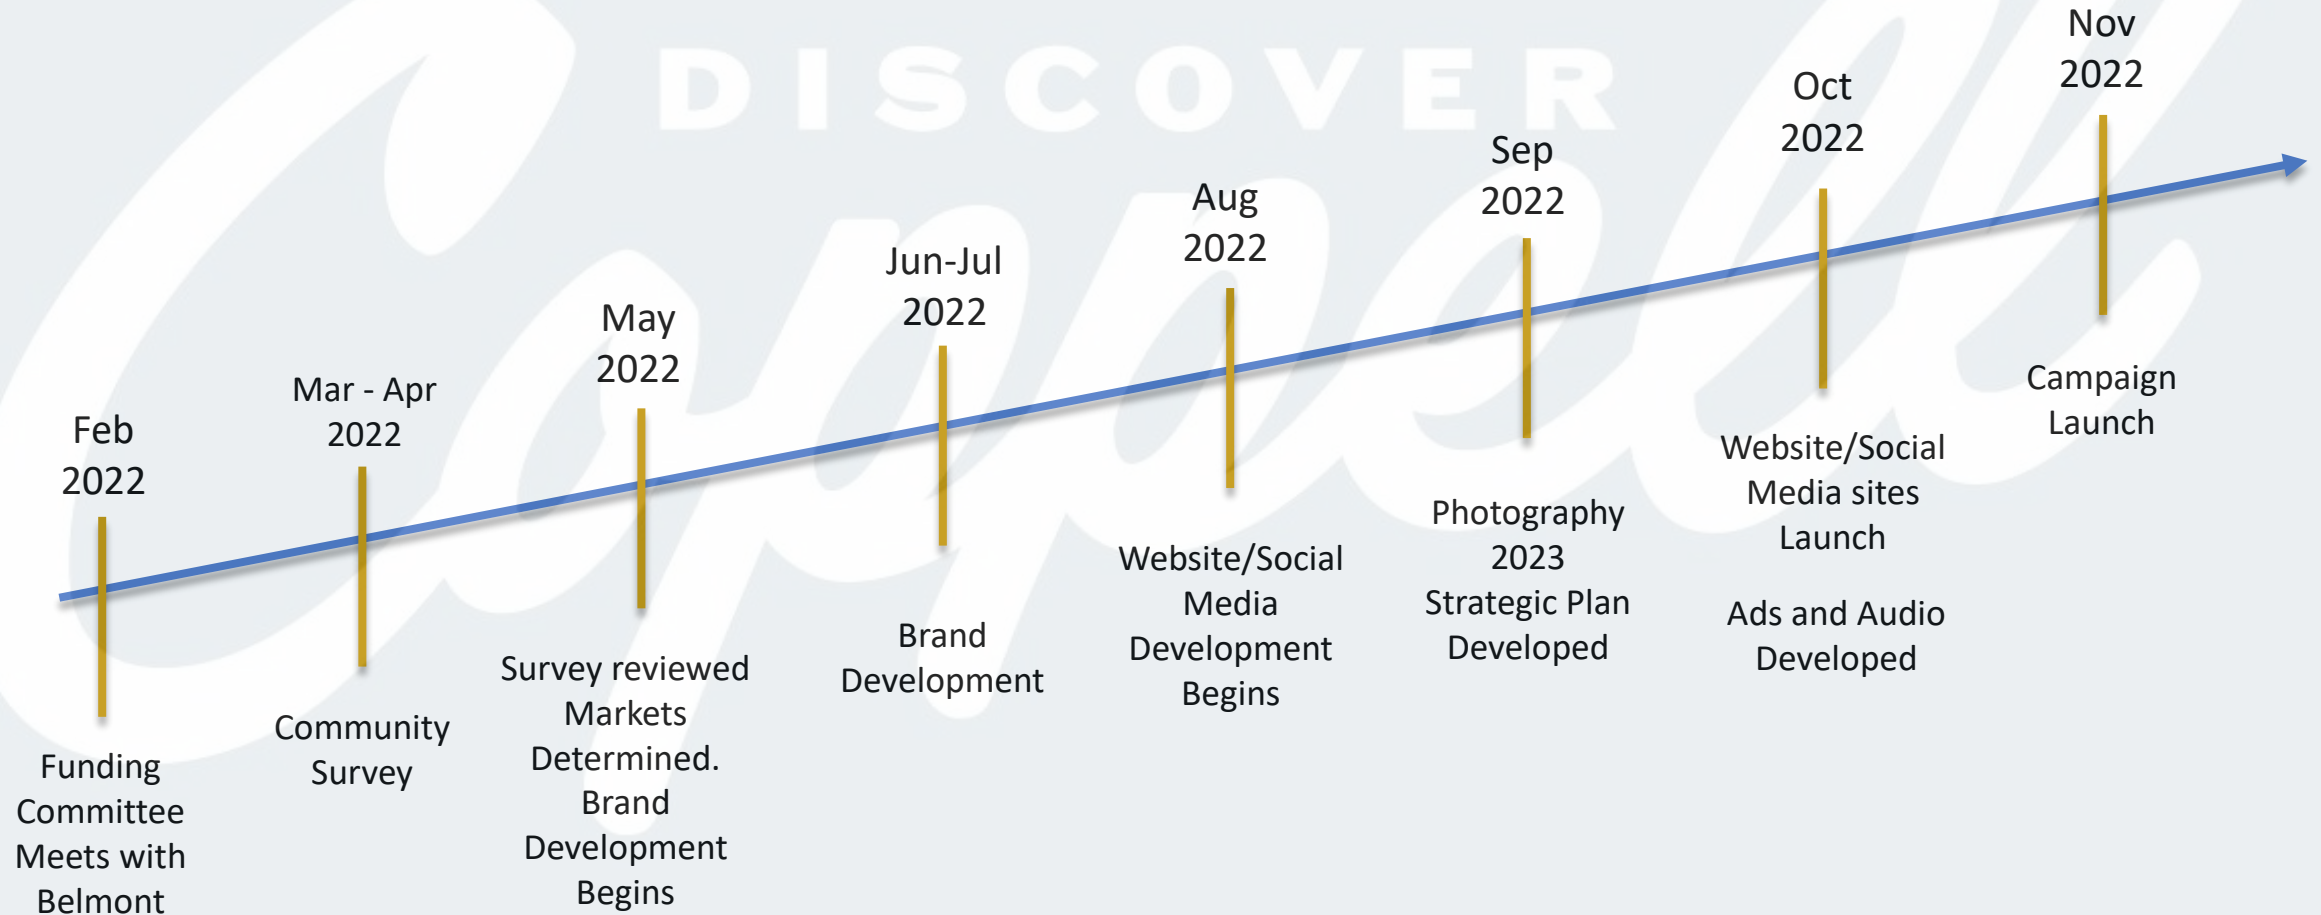 DISCOVER
Coppell
Feb
2022
Funding
Committee
Meets with
Belmont
Mar - Apr
2022
Community
Survey
May
2022
Survey reviewed
Markets
Determined.
Brand
Development
Begins
Jun-Jul
2022
Brand
Development
Aug
2022
Website/Social
Media
Development
Begins
Sep
2022
Photography
2023
Strategic Plan
Developed
Oct
2022
Website/Social
Media sites
Launch
Ads and Audio
Developed
Nov
2022
Campaign
Launch